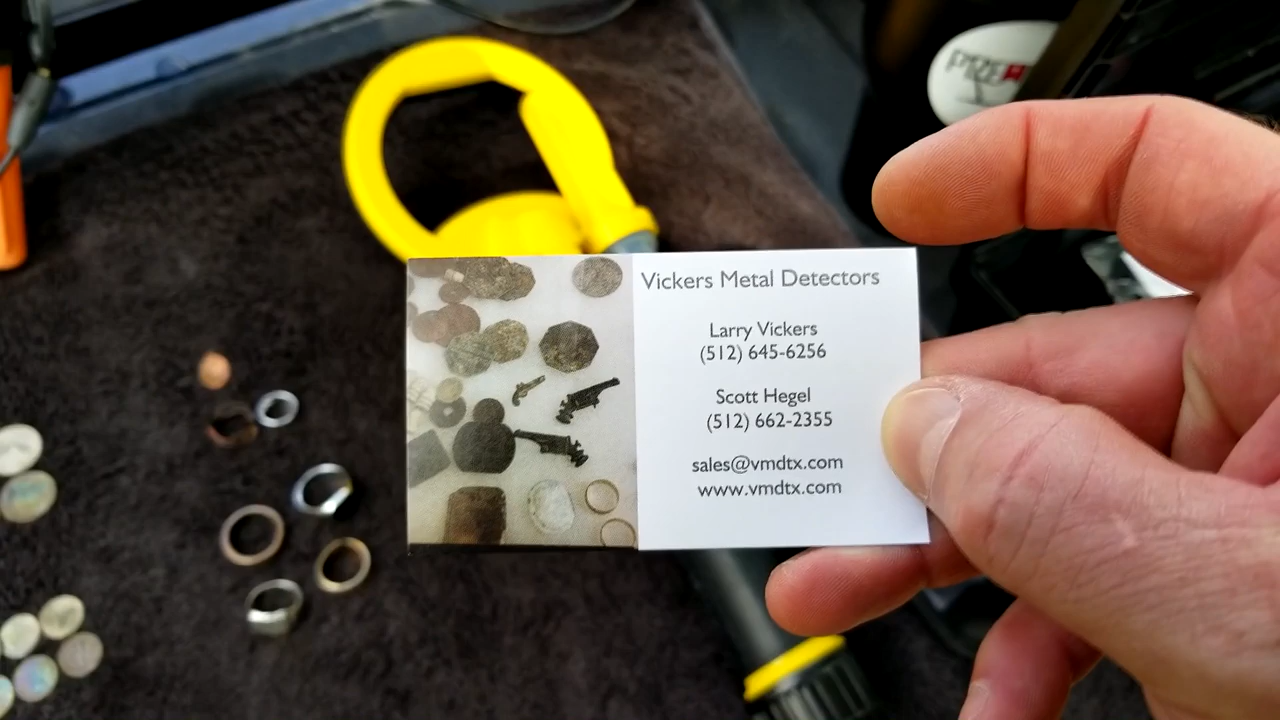 Vickers Metal Detectors
Larry Vickers
(512) 645-6256
Scott Hegel
(512) 662-2355
sales@vmdtx.com
www.vmdtx.com